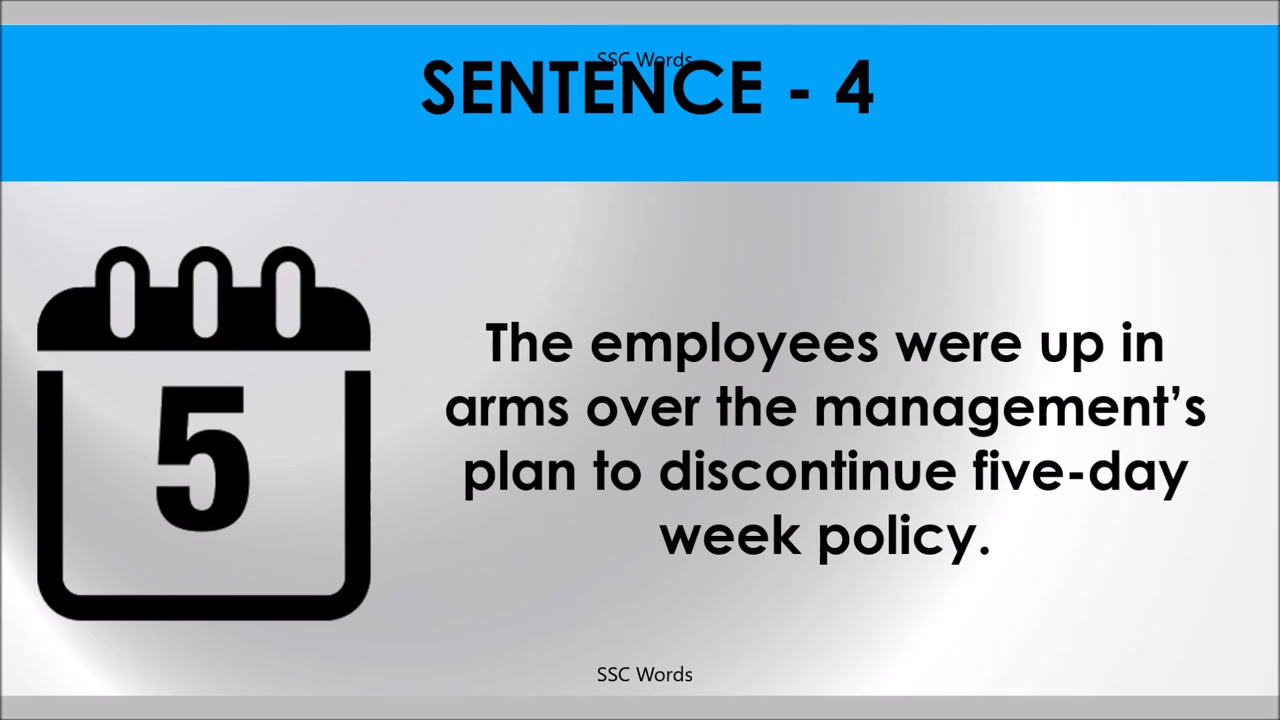 SSC Words
SENTENCE - 4
5
The employees were up in
arms over the management’s
plan to discontinue five-day
week policy.
SSC Words